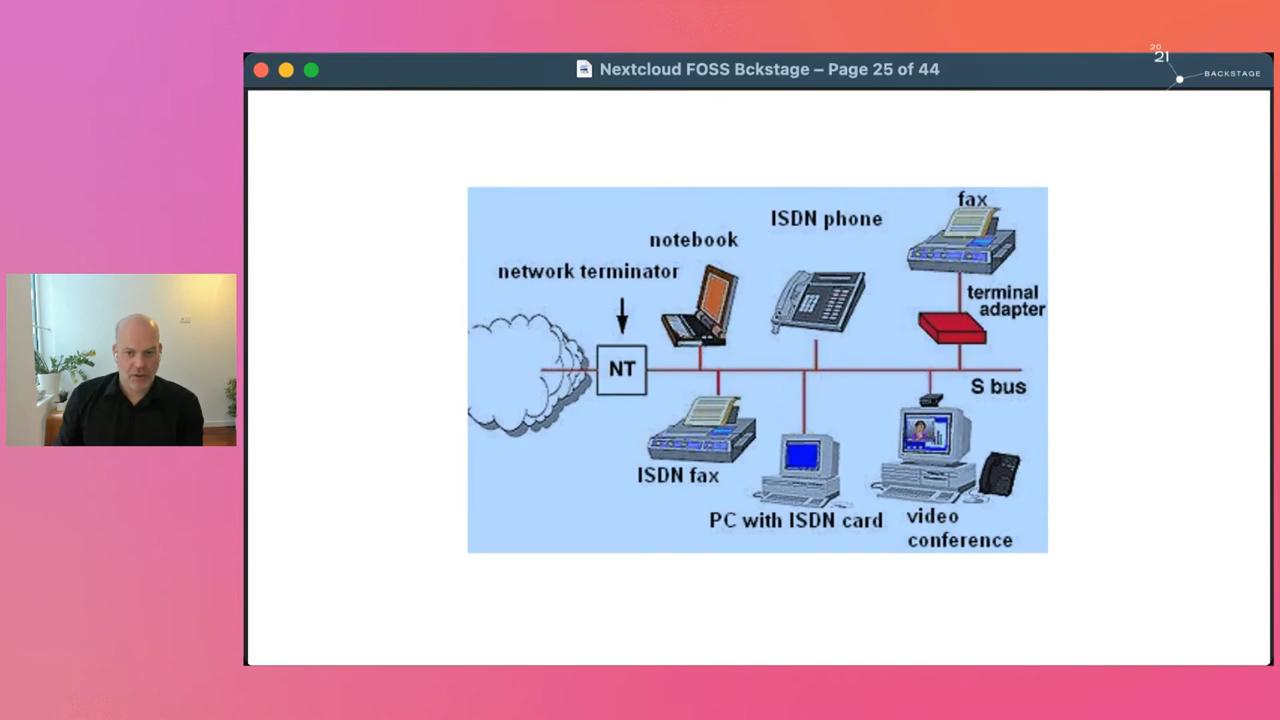 Nextcloud FOSS Bckstage – Page 25 of 44
20
21
BACKSTAGE
fax
ISDN phone
notebook
network terminator
terminal
adapter
NT
S bus
ISDN fax
PC with ISDN card
video
conference